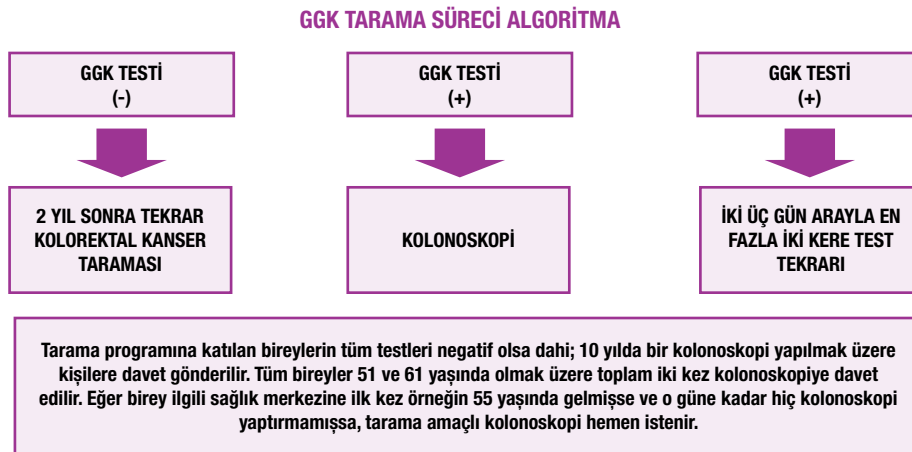 GGK TARAMA SÜRECİ ALGORİTMA
GGK TESTİ
(-)
GGK TESTİ
(+)
GGK TESTİ
(+)
2 YIL SONRA TEKRAR
KOLOREKTAL KANSER
TARAMASI
KOLONOSKOPİ
İKİ ÜÇ GÜN ARAYLA EN
FAZLA İKİ KERE TEST
TEKRARI
Tarama programına katılan bireylerin tüm testleri negatif olsa dahi; 10 yılda bir kolonoskopi yapılmak üzere
kişilere davet gönderilir. Tüm bireyler 51 ve 61 yaşında olmak üzere toplam iki kez kolonoskopiye davet
edilir. Eğer birey ilgili sağlık merkezine ilk kez örneğin 55 yaşında gelmişse ve o güne kadar hiç kolonoskopi
yaptırmamışsa, tarama amaçlı kolonoskopi hemen istenir.